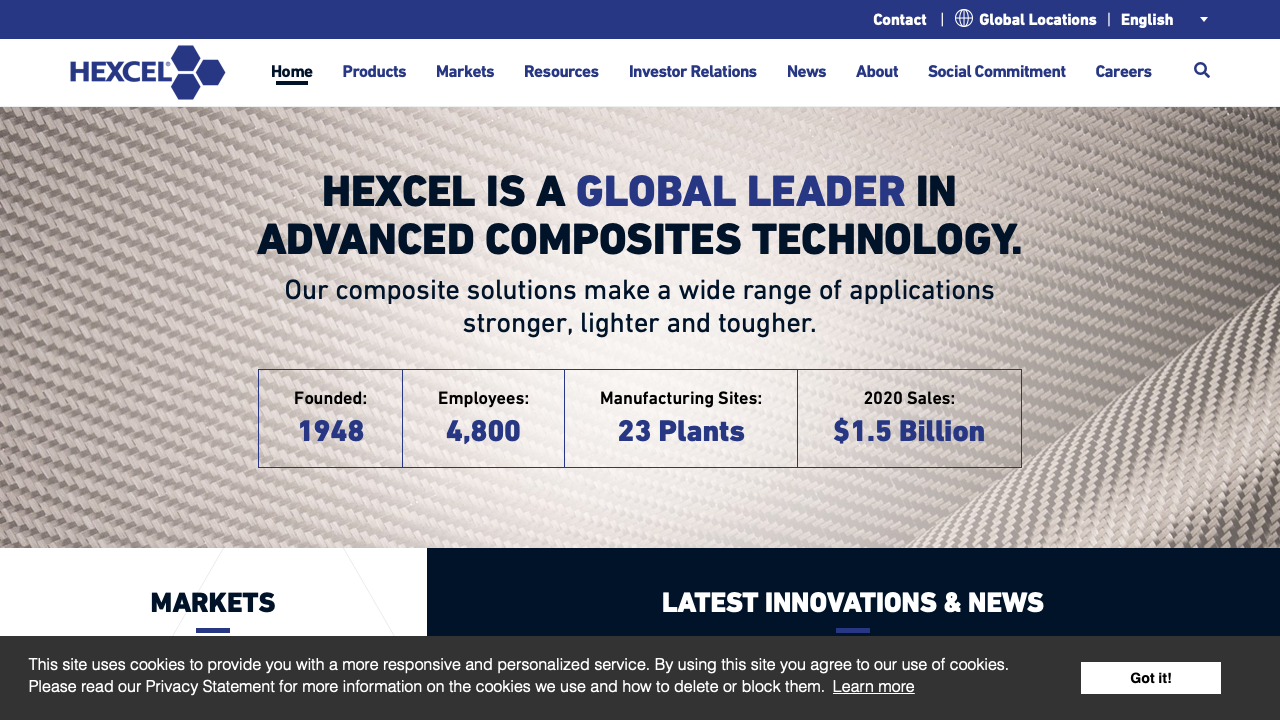 Contact | Global Locations | English
HEXCEL®
Home Products Markets Resources Investor Relations News About Social Commitment Careers
HEXCEL IS A GLOBAL LEADER IN
ADVANCED COMPOSITES TECHNOLOGY.
Our composite solutions make a wide range of applications
stronger, lighter and tougher.
Founded: Employees: Manufacturing Sites: 2020 Sales:
1948 4,800 23 Plants $1.5 Billion
MARKETS LATEST INNOVATIONS & NEWS
This site uses cookies to provide you with a more responsive and personalized service. By using this site you agree to our use of cookies.
Please read our Privacy Statement for more information on the cookies we use and how to delete or block them. Learn more
Got it!